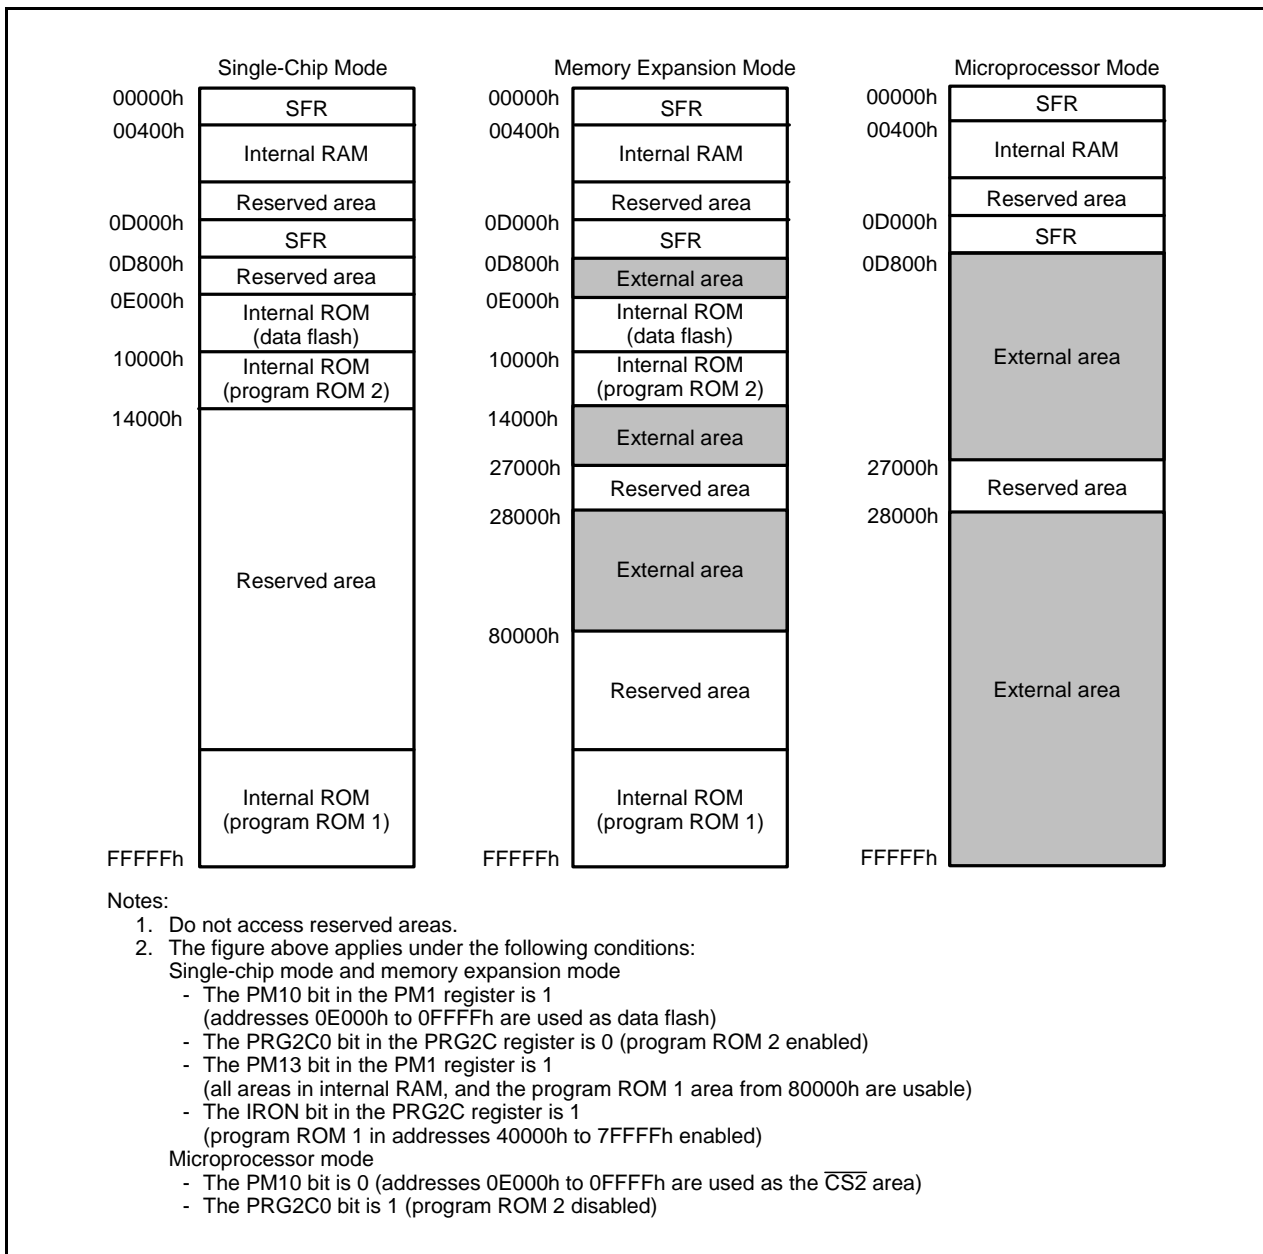 Single-Chip Mode
00000h
SFR
00400h
Internal RAM
Reserved area
0D000h
SFR
0D800h
Reserved area
0E000h
Internal ROM
(data flash)
10000h
Internal ROM
(program ROM 2)
14000h
Reserved area
Internal ROM
(program ROM 1)
FFFFFh
Memory Expansion Mode
00000h
SFR
00400h
Internal RAM
Reserved area
0D000h
SFR
0D800h
External area
0E000h
Internal ROM
(data flash)
10000h
Internal ROM
(program ROM 2)
14000h
External area
27000h
Reserved area
28000h
External area
80000h
Reserved area
Internal ROM
(program ROM 1)
FFFFFh
Microprocessor Mode
00000h
SFR
00400h
Internal RAM
Reserved area
0D000h
SFR
0D800h
External area
27000h
Reserved area
28000h
External area
FFFFFh
Notes:
1. Do not access reserved areas.
2. The figure above applies under the following conditions:
Single-chip mode and memory expansion mode
- The PM10 bit in the PM1 register is 1
(addresses 0E000h to 0FFFFh are used as data flash)
- The PRG2C0 bit in the PRG2C register is 0 (program ROM 2 enabled)
- The PM13 bit in the PM1 register is 1
(all areas in internal RAM, and the program ROM 1 area from 80000h are usable)
- The IRON bit in the PRG2C register is 1
(program ROM 1 in addresses 40000h to 7FFFFh enabled)
Microprocessor mode
- The PM10 bit is 0 (addresses 0E000h to 0FFFFh are used as the C̅S̅2̅ area)
- The PRG2C0 bit is 1 (program ROM 2 disabled)